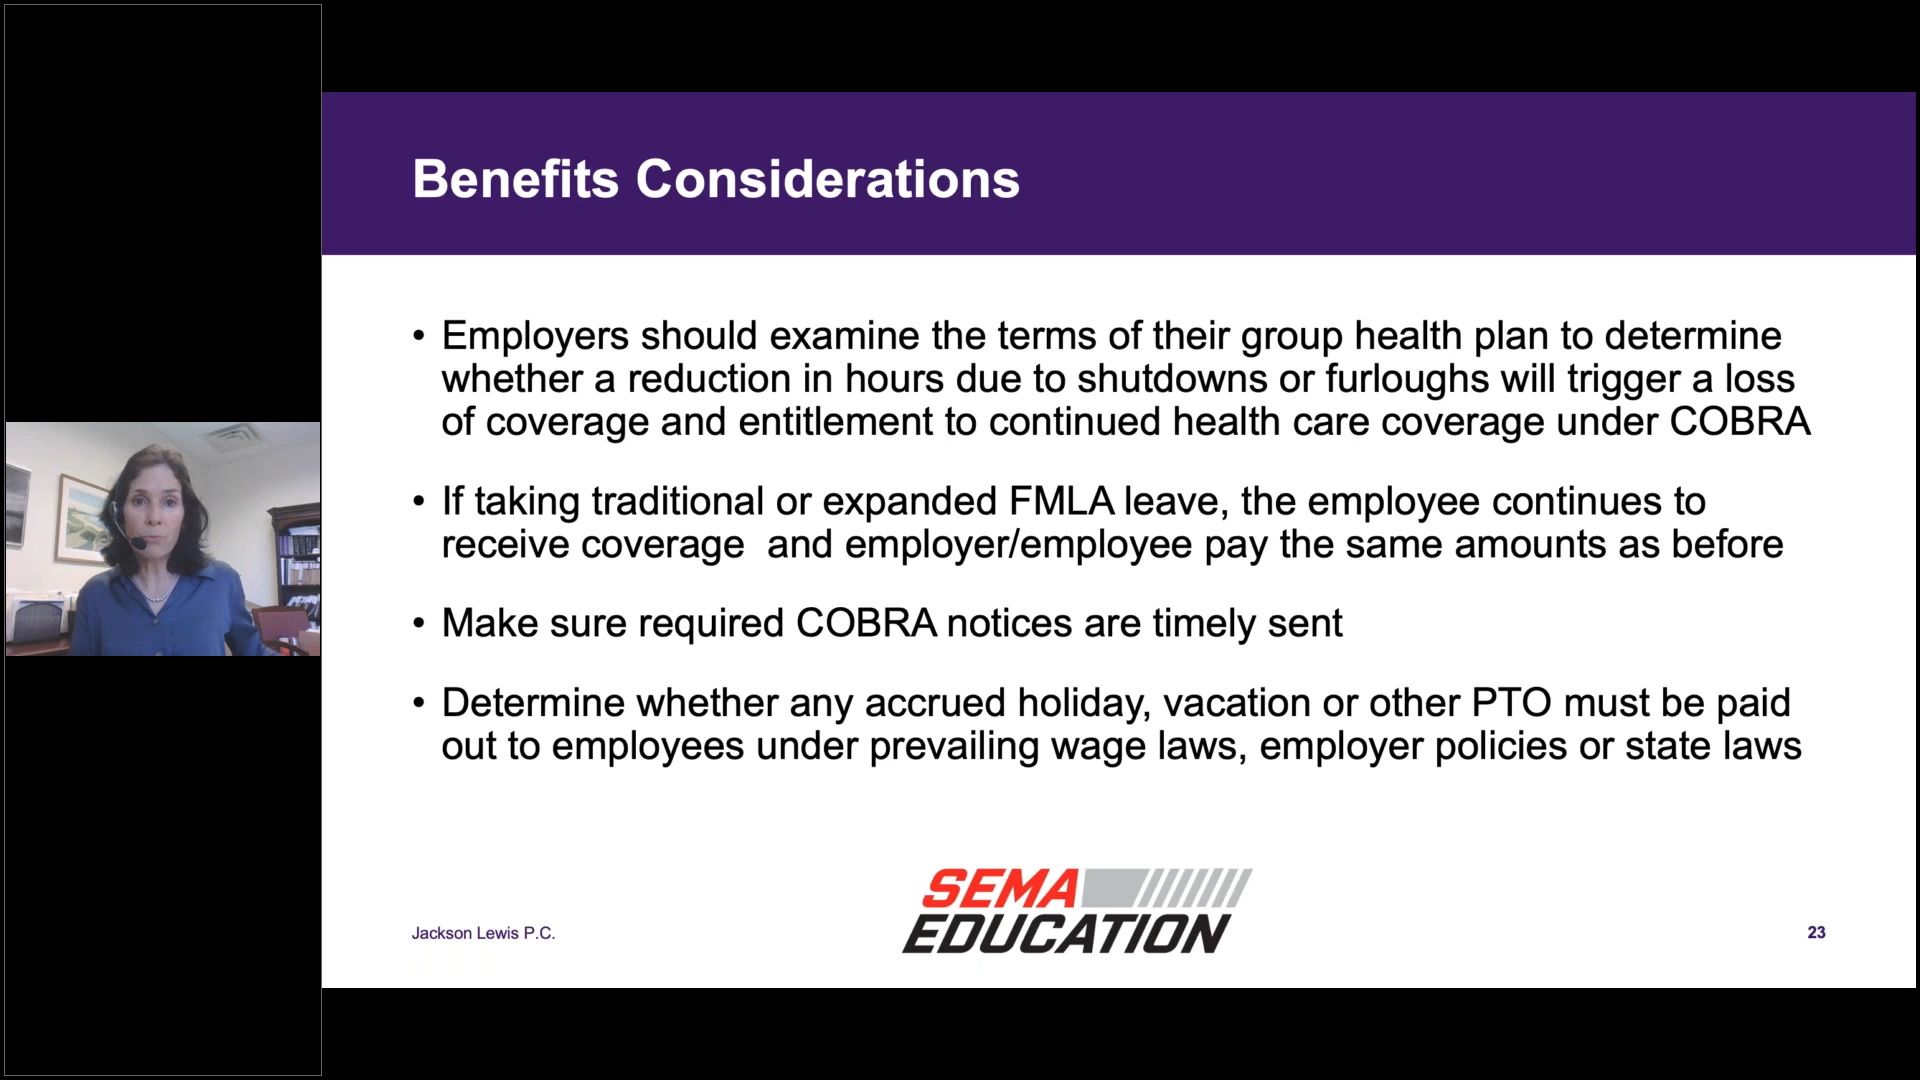 Benefits Considerations
• Employers should examine the terms of their group health plan to determine
whether a reduction in hours due to shutdowns or furloughs will trigger a loss
of coverage and entitlement to continued health care coverage under COBRA
• If taking traditional or expanded FMLA leave, the employee continues to
receive coverage  and employer/employee pay the same amounts as before
• Make sure required COBRA notices are timely sent
• Determine whether any accrued holiday, vacation or other PTO must be paid
out to employees under prevailing wage laws, employer policies or state laws
SEMA
EDUCATION
Jackson Lewis P.C.
23